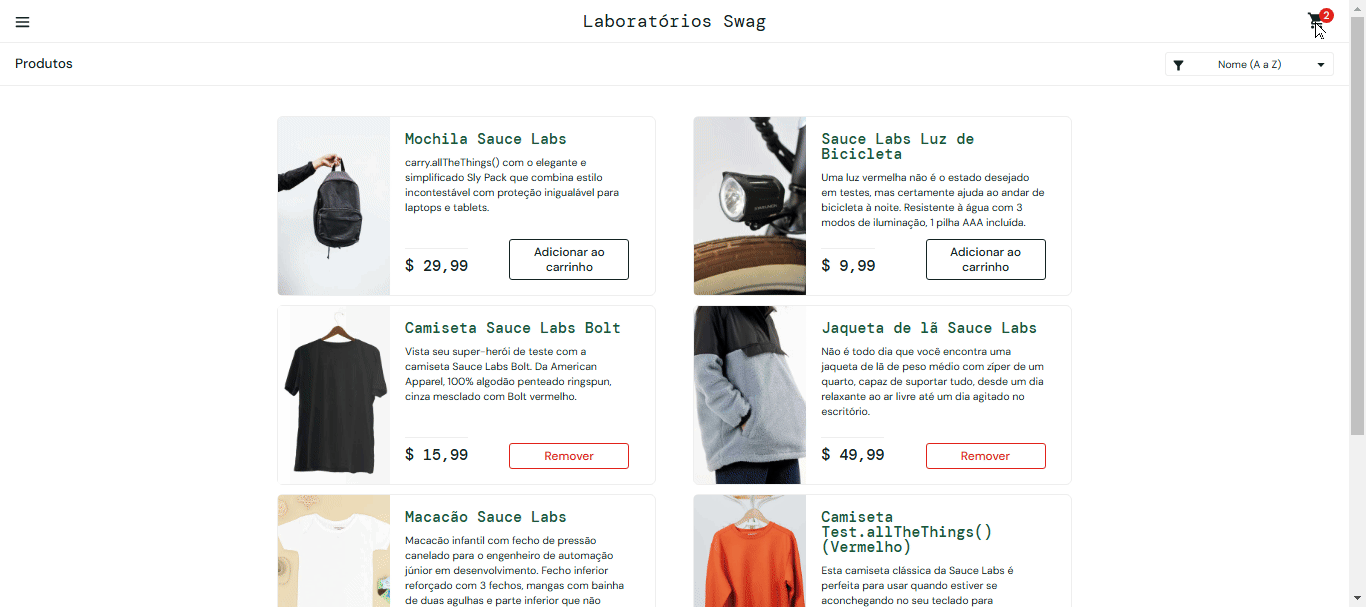 Laboratórios Swag
2
Produtos
Nome (A a Z)
Mochila Sauce Labs
carry.allTheThings() com o elegante e
simplificado Sly Pack que combina estilo
incontestável com proteção inigualável para
laptops e tablets.
$ 29,99
Adicionar ao
carrinho
Sauce Labs Luz de
Bicicleta
Uma luz vermelha não é o estado desejado
em testes, mas certamente ajuda ao andar de
bicicleta à noite. Resistente à água com 3
modos de iluminação, 1 pilha AAA incluída.
$ 9,99
Adicionar ao
carrinho
Camiseta Sauce Labs Bolt
Vista seu super-herói de teste com a
camiseta Sauce Labs Bolt. Da American
Apparel, 100% algodão penteado ringspun,
cinza mesclado com Bolt vermelho.
$ 15,99
Remover
Jaqueta de lã Sauce Labs
Não é todo dia que você encontra uma
jaqueta de lã de peso médio com zíper de um
quarto, capaz de suportar tudo, desde um dia
relaxante ao ar livre até um dia agitado no
escritório.
$ 49,99
Remover
Macacão Sauce Labs
Macacão infantil com fecho de pressão
canelado para o engenheiro de automação
júnior em desenvolvimento. Fecho inferior
reforçado com 3 fechos, mangas com bainha
de duas agulhas e parte inferior que não
Camiseta
Test.allTheThings()
(Vermelho)
Esta camiseta clássica da Sauce Labs é
perfeita para usar quando estiver se
aconchegando no seu teclado para